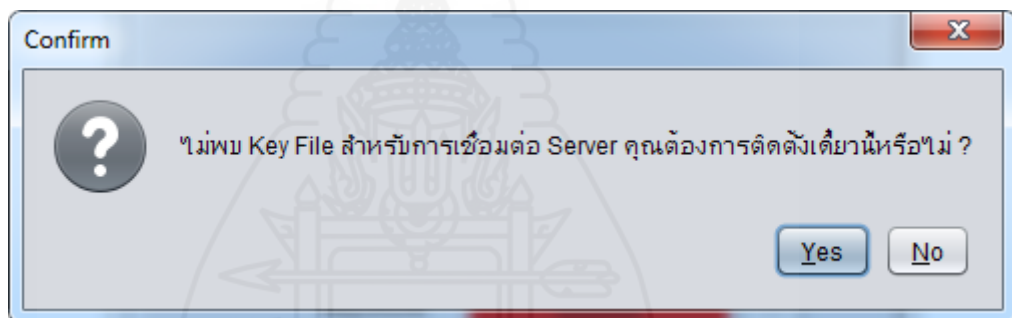 Confirm
ไม่พบ Key File สำหรับการเชื่อมต่อ Server คุณต้องการติดตั้งเดี๋ยวนี้หรือไม่ ?
Yes No